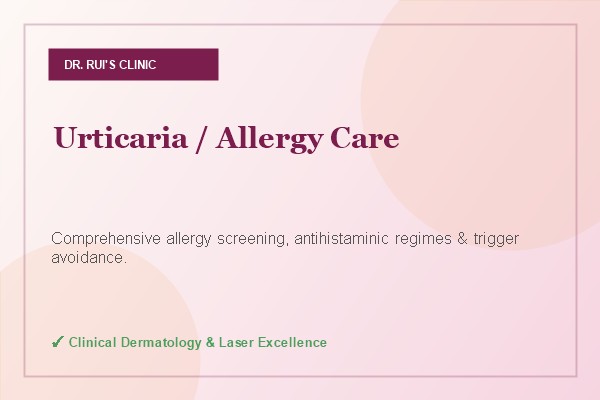 DR. RUI'S CLINIC
Urticaria / Allergy Care
Comprehensive allergy screening, antihistaminic regimes & trigger
avoidance.
✓ Clinical Dermatology & Laser Excellence